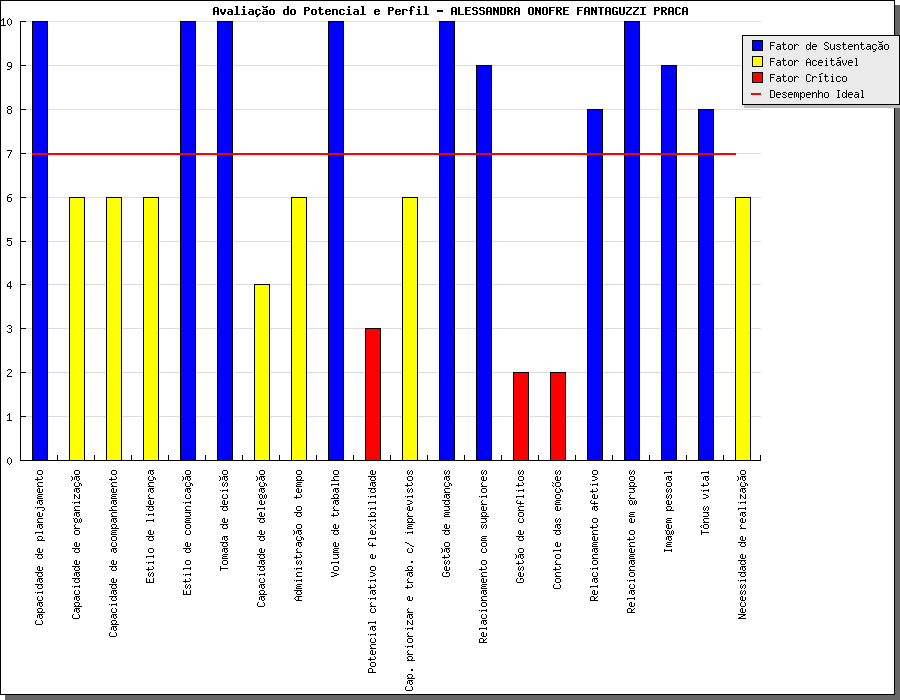 Avaliação do Potencial e Perfil - ALESSANDRA ONOFRE FANTAGUZZI PRACA
Fator de Sustentação
Fator Aceitável
Fator Crítico
Desempenho Ideal
10
9
8
7
6
5
4
3
2
1
0
Capacidade de planejamento
Capacidade de organização
Capacidade de acompanhamento
Estilo de liderança
Estilo de comunicação
Tomada de decisão
Capacidade de delegação
Administração do tempo
Volume de trabalho
Potencial criativo e flexibilidade
Cap. priorizar e trab. c/ imprevistos
Gestão de mudanças
Relacionamento com superiores
Gestão de conflitos
Controle das emoções
Relacionamento afetivo
Relacionamento em grupos
Imagem pessoal
Tônus vital
Necessidade de realização